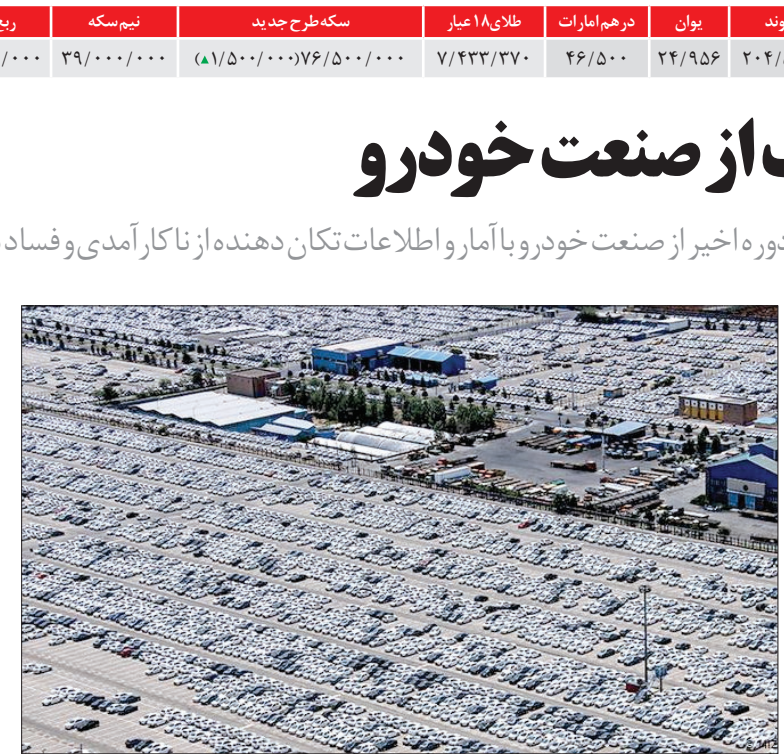 یوان درهم امارات طلای ۱۸ عیار سکه طرح جدید نیم سکه
۲۴/۹۵۶ ۴۶/۵۰۰ ۷/۴۳۳/۳۷۰ ۷۶/۵۰۰/۰۰۰(▲۱/۵۰۰/۰۰۰) ۳۹/۰۰۰/۰۰۰
از صنعت خودرو
دوره اخیر از صنعت خودرو با آمار و اطلاعات تکان دهنده از ناکارآمدی و فساد